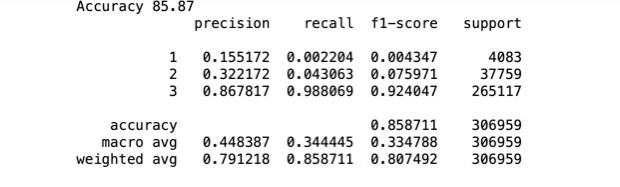 Accuracy 85.87
precision recall f1-score support
1 0.155172 0.002204 0.004347 4083
2 0.322172 0.043063 0.075971 37759
3 0.867817 0.988069 0.924047 265117
accuracy 0.858711 306959
macro avg 0.448387 0.344445 0.334788 306959
weighted avg 0.791218 0.858711 0.807492 306959